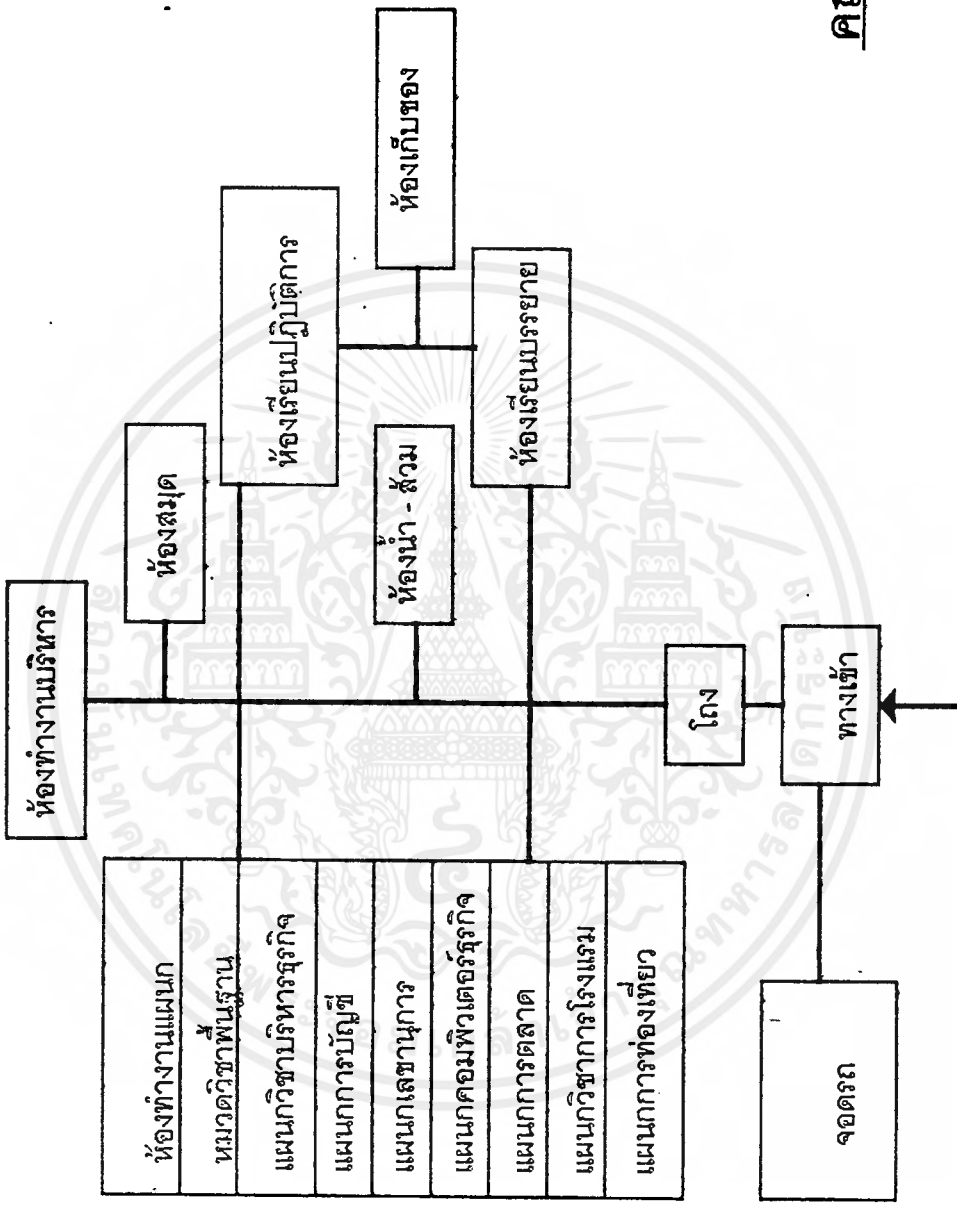 ห้องทำงานบริหาร
ห้องสมุด
ห้องเรียนปฏิบัติการ
ห้องเก็บของ
ห้องน้ำ - ส้วม
ห้องเรียนบรรยาย
โถง
ทางเข้า
จอดรถ
ห้องทำงานแผนก
หมวดวิชาพื้นฐาน
แผนกวิชาบริหารธุรกิจ
แผนกการบัญชี
แผนกเลขานุการ
แผนกคอมพิวเตอร์ธุรกิจ
แผนกการตลาด
แผนกวิชาการโรงแรม
แผนกการท่องเที่ยว